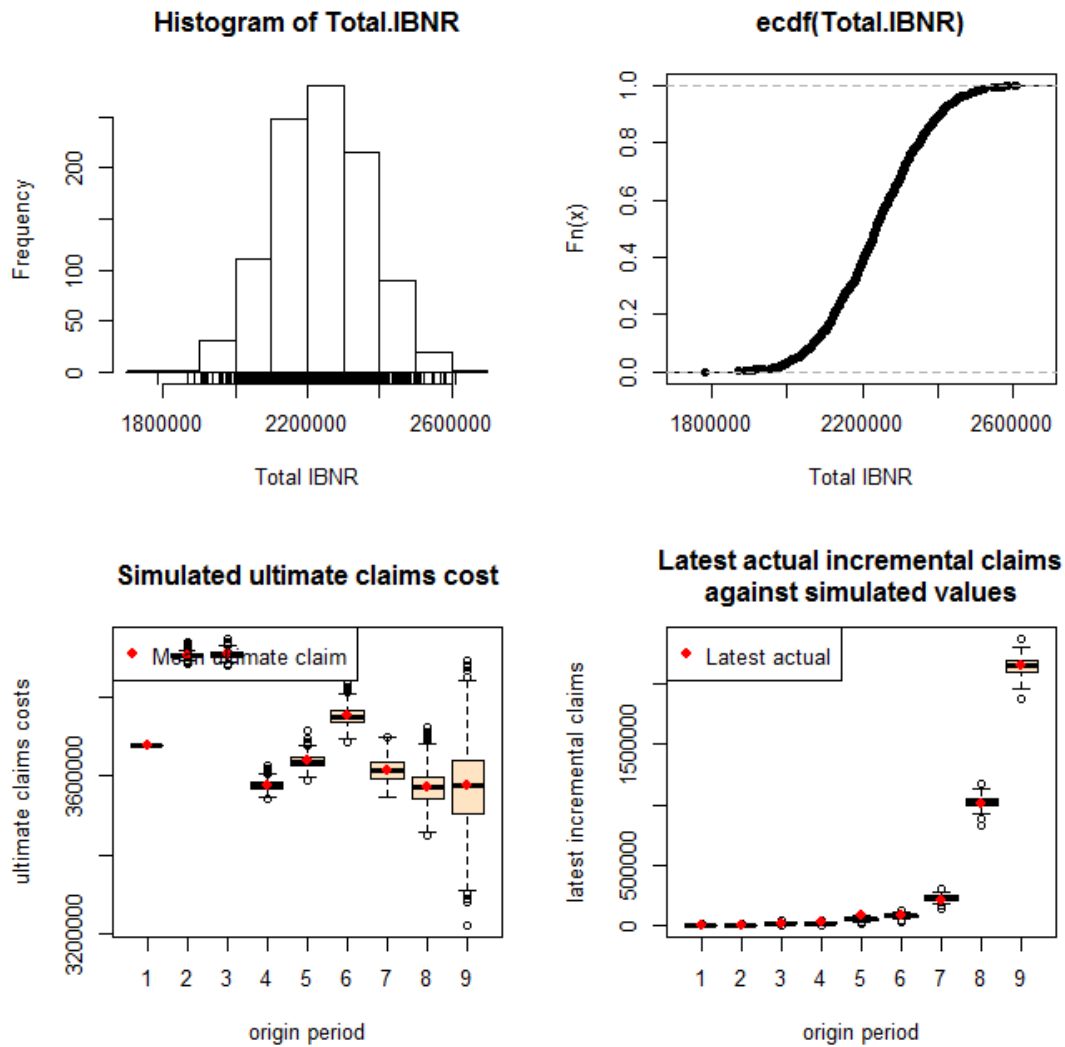 Histogram of Total.IBNR
Frequency
200
100
50
0
1800000 2200000 2600000
Total IBNR
ecdf(Total.IBNR)
Fn(x)
1.0
0.8
0.6
0.4
0.2
0.0
1800000 2200000 2600000
Total IBNR
Simulated ultimate claims cost
ultimate claims costs
3600000
3200000
ultimate claim
1 2 3 4 5 6 7 8 9
origin period
Latest actual incremental claims
against simulated values
latest incremental claims
1500000
500000
0
Latest actual
1 2 3 4 5 6 7 8 9
origin period